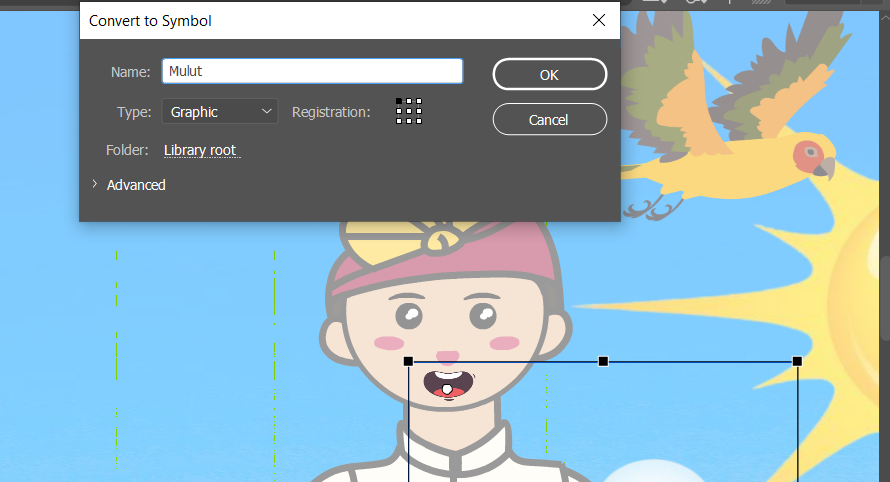 Convert to Symbol
Name: Mulut
OK
Type: Graphic Registration:
Cancel
Folder: Library root
Advanced